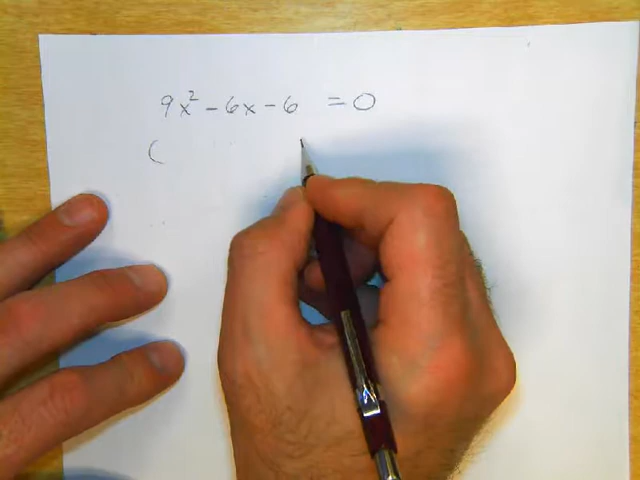 9x² - 6x - 6 = 0
(